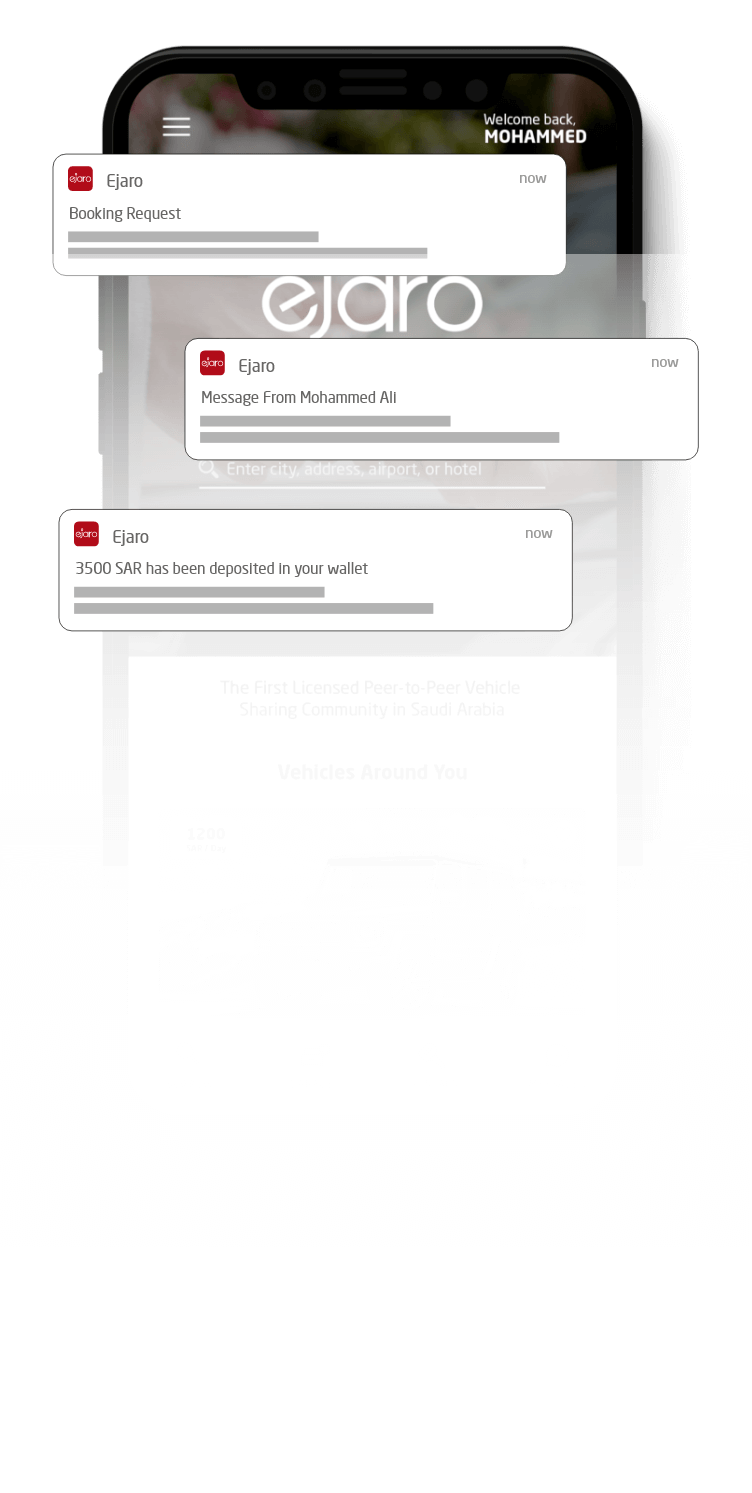 Welcome back,
MOHAMMED
ejaro
Ejaro
now
Booking Request
ejaro
ejaro
Ejaro
now
Message From Mohammed Ali
Enter city, address, airport, or hotel
ejaro
Ejaro
now
3500 SAR has been deposited in your wallet
The First Licensed Peer-to-Peer Vehicle
Sharing Community in Saudi Arabia
Vehicles Around You